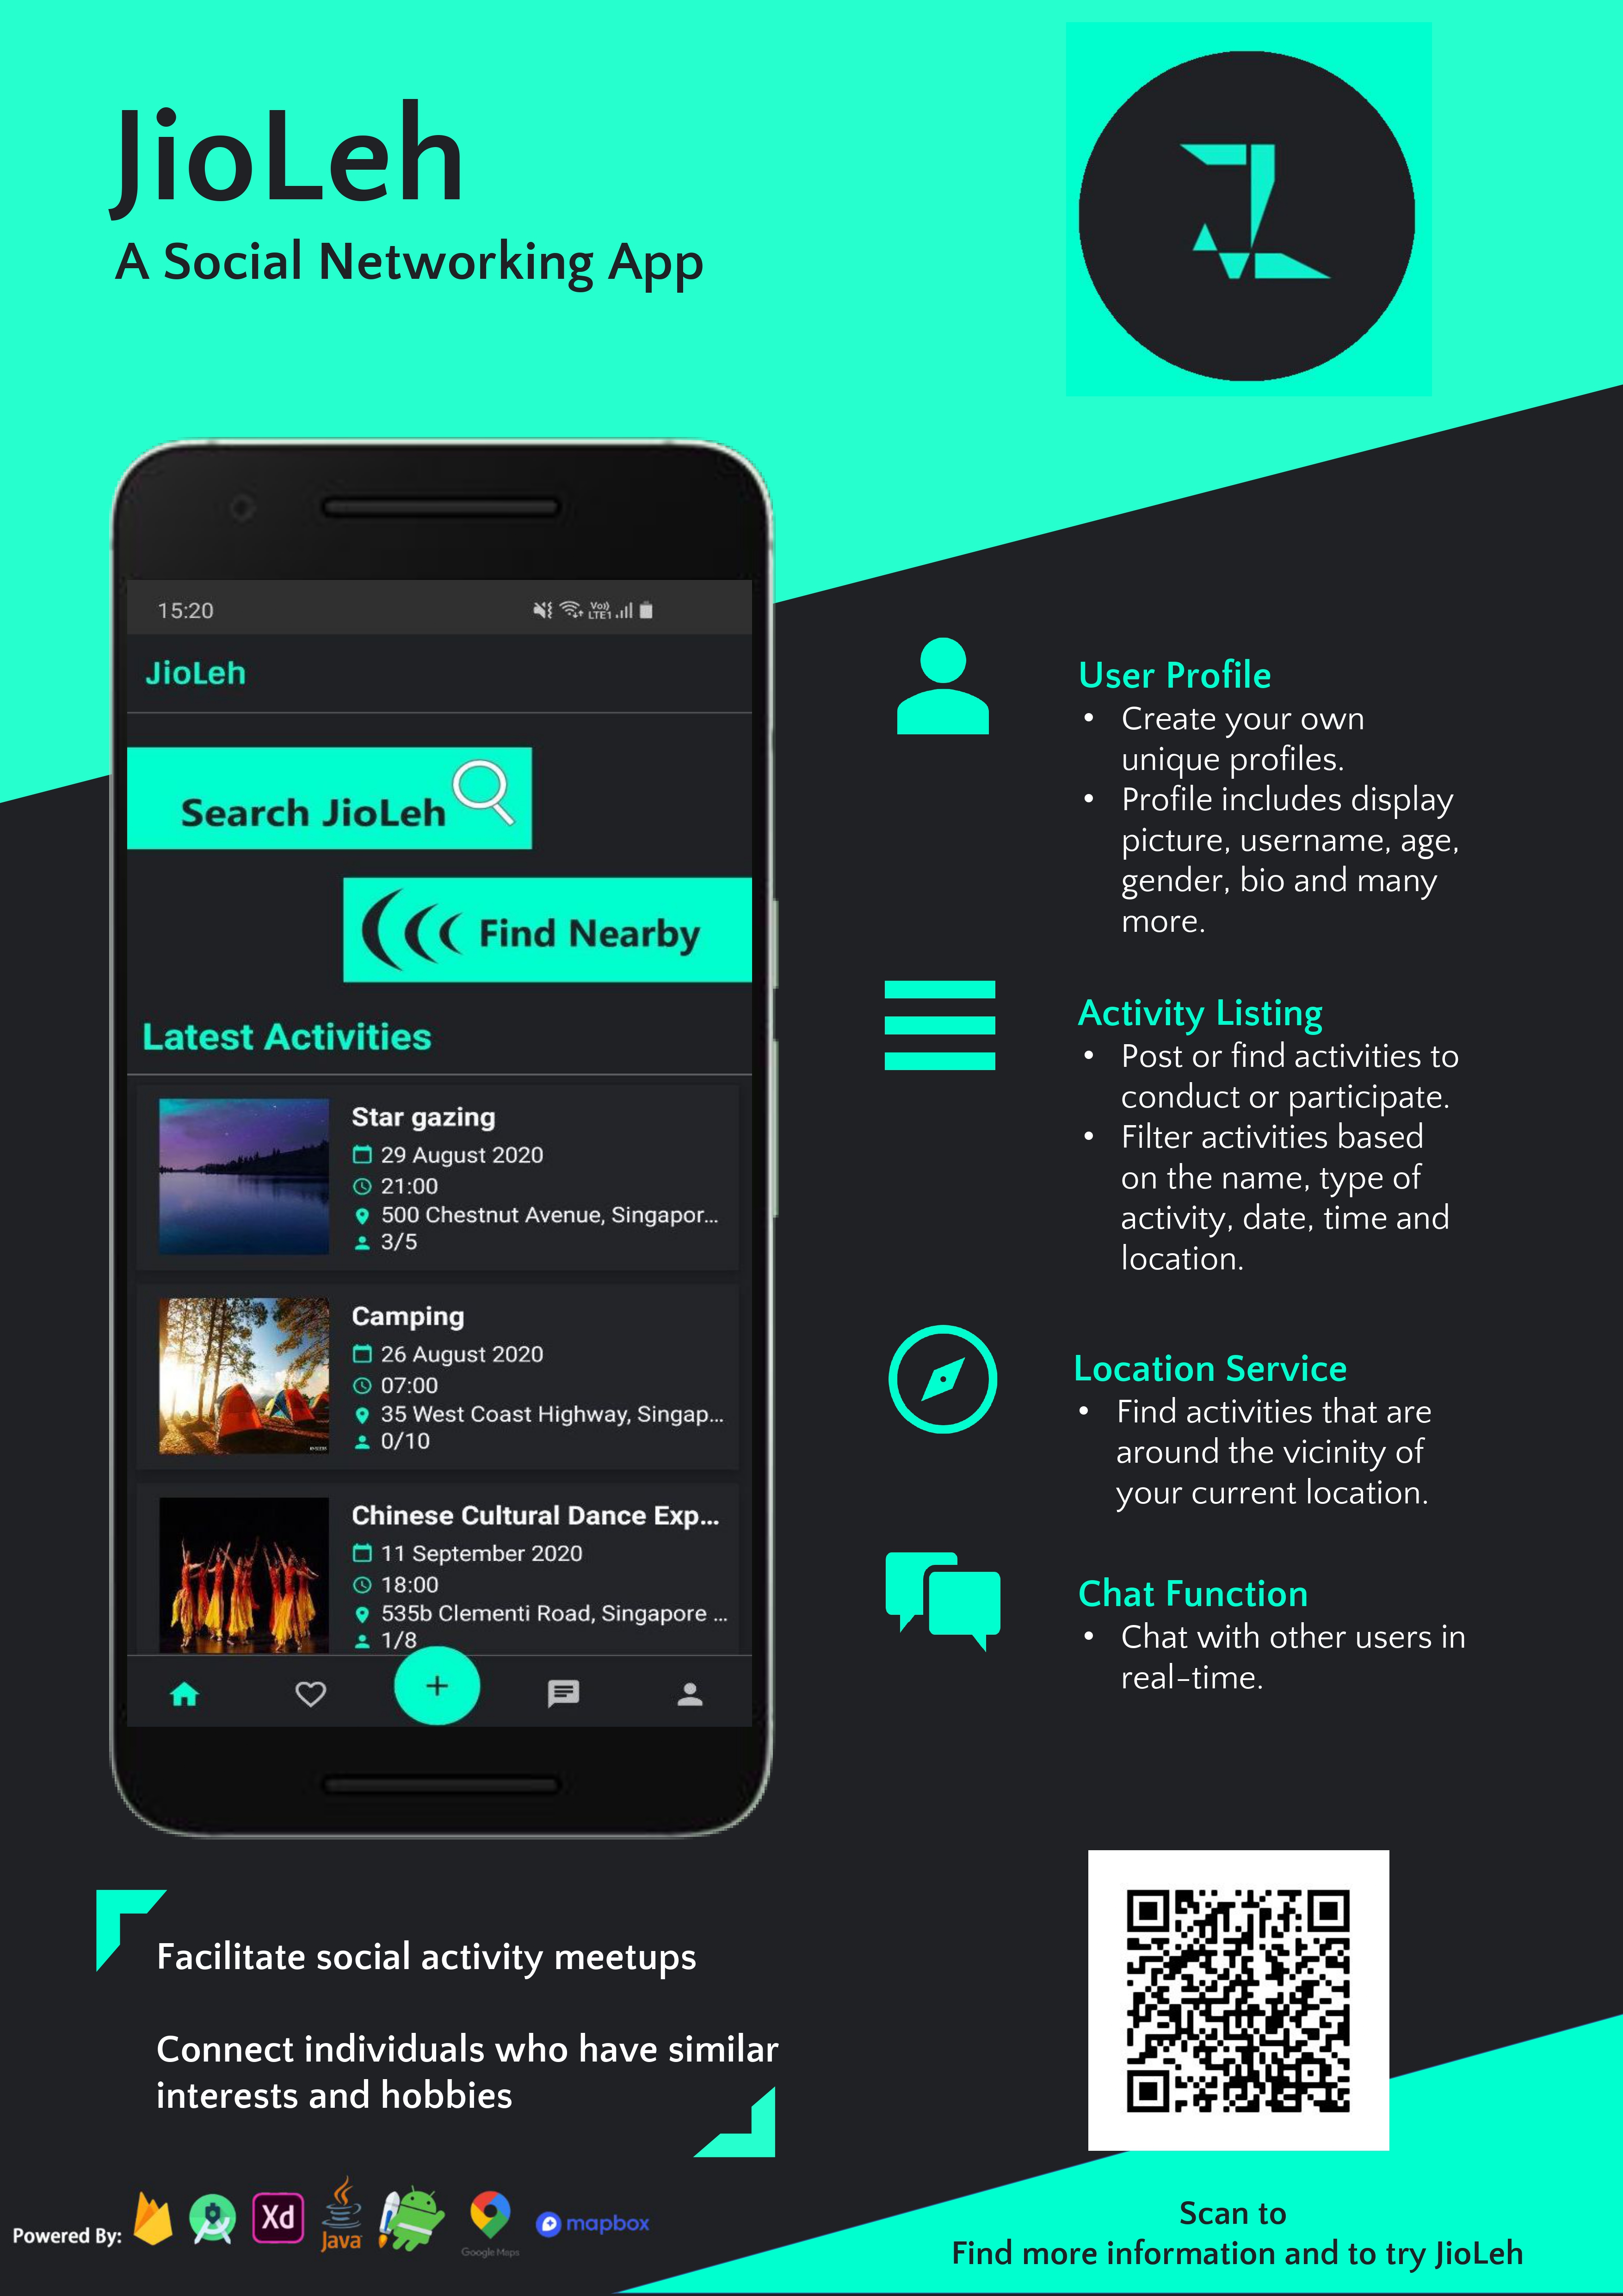 JioLeh
A Social Networking App
15:20
Vo))
LTE1
JioLeh
Search JioLeh
Find Nearby
Latest Activities
Star gazing
29 August 2020
21:00
500 Chestnut Avenue, Singapor...
3/5
Camping
26 August 2020
07:00
35 West Coast Highway, Singap...
0/10
Chinese Cultural Dance Exp...
11 September 2020
18:00
535b Clementi Road, Singapore ...
1/8
User Profile
• Create your own
unique profiles.
• Profile includes display
picture, username, age,
gender, bio and many
more.
Activity Listing
• Post or find activities to
conduct or participate.
• Filter activities based
on the name, type of
activity, date, time and
location.
Location Service
• Find activities that are
around the vicinity of
your current location.
Chat Function
• Chat with other users in
real-time.
Facilitate social activity meetups
Connect individuals who have similar
interests and hobbies
Powered By:
Xd
Java
Google Maps
mapbox
Scan to
Find more information and to try JioLeh